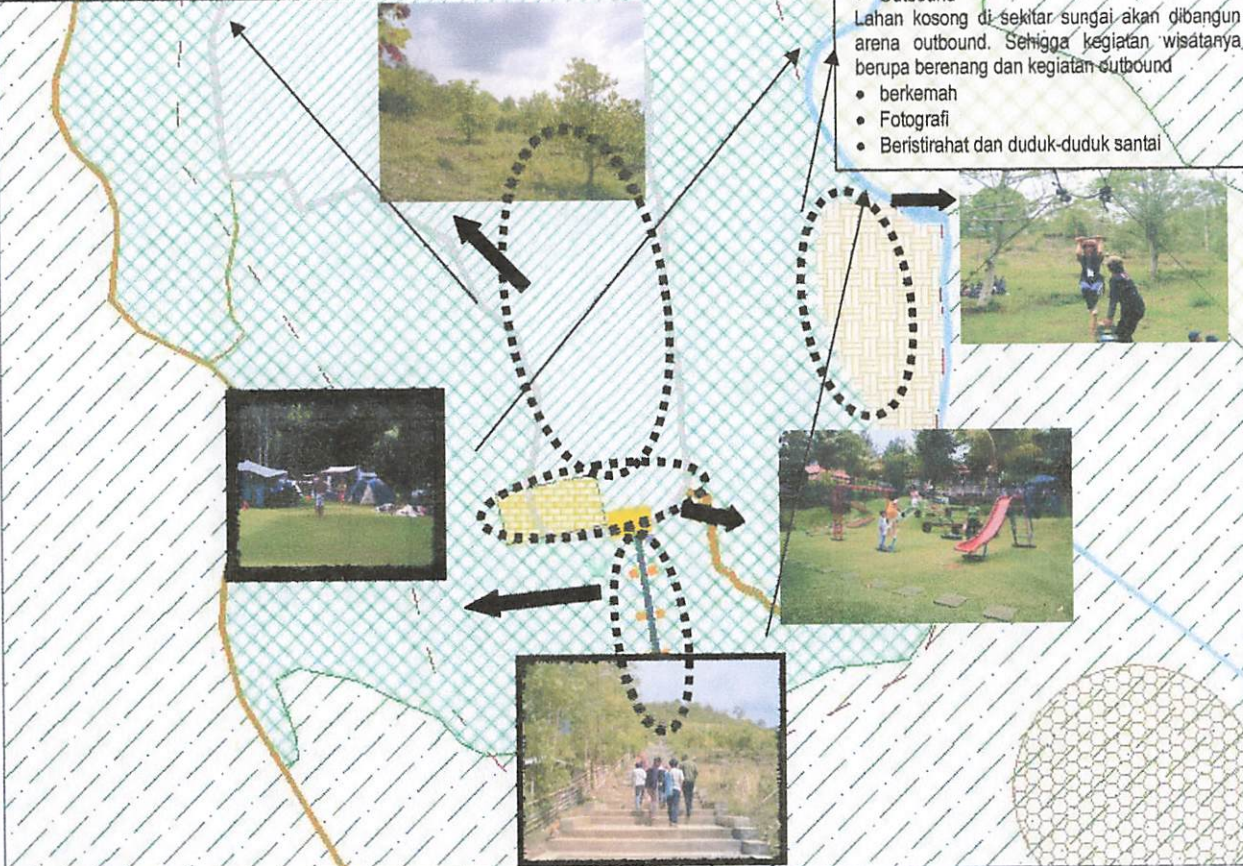 Lahan kosong di sekitar sungai akan dibangun
arena outbound. Sehigga kegiatan wisatanya,
berupa berenang dan kegiatan outbound
• berkemah
• Fotografi
• Beristirahat dan duduk-duduk santai